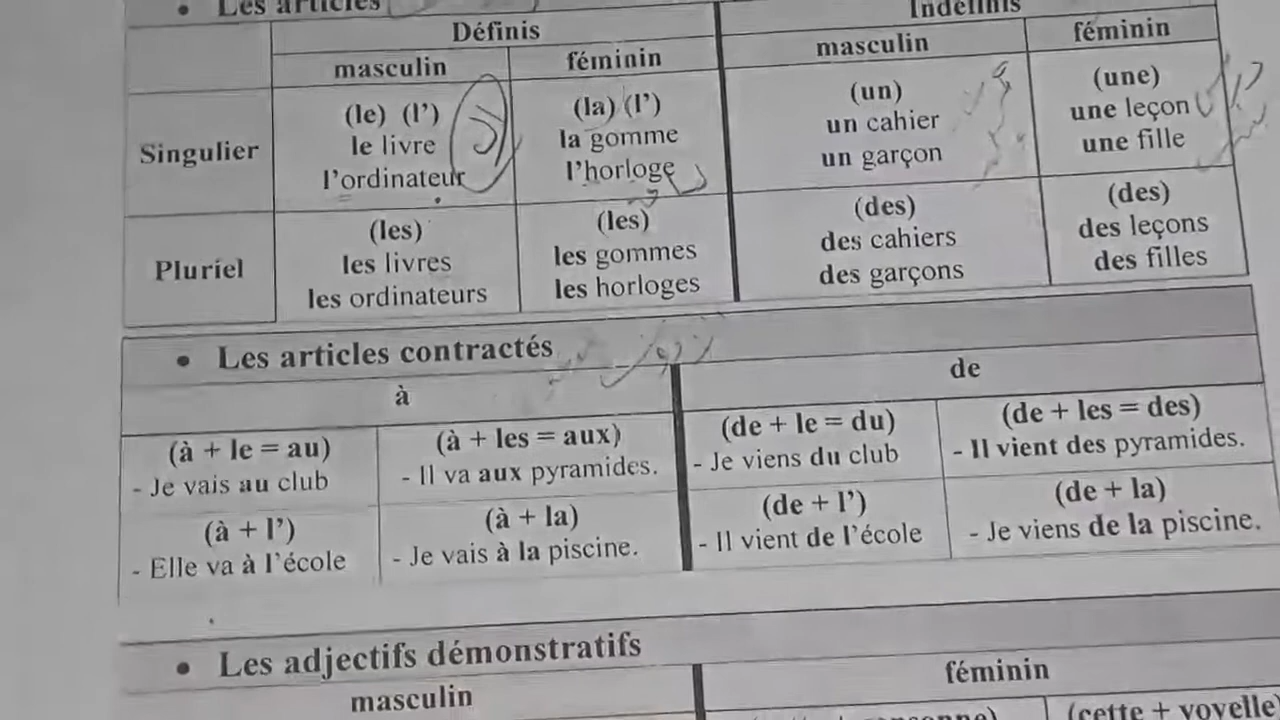 • Les articles
Définis
Indéfinis
masculin
féminin
masculin
féminin
Singulier
(le) (l')
le livre
l'ordinateur
(la) (l')
la gomme
l'horloge
(un)
un cahier
un garçon
(une)
une leçon
une fille
Pluriel
(les)
les livres
les ordinateurs
(les)
les gommes
les horloges
(des)
des cahiers
des garçons
(des)
des leçons
des filles
• Les articles contractés
à
de
(à + le = au)
- Je vais au club
(à + les = aux)
- Il va aux pyramides.
(de + le = du)
- Je viens du club
(de + les = des)
- Il vient des pyramides.
(à + l')
- Elle va à l'école
(à + la)
- Je vais à la piscine.
(de + l')
- Il vient de l'école
(de + la)
- Je viens de la piscine.
• Les adjectifs démonstratifs
masculin
féminin
(cette + voyelle)